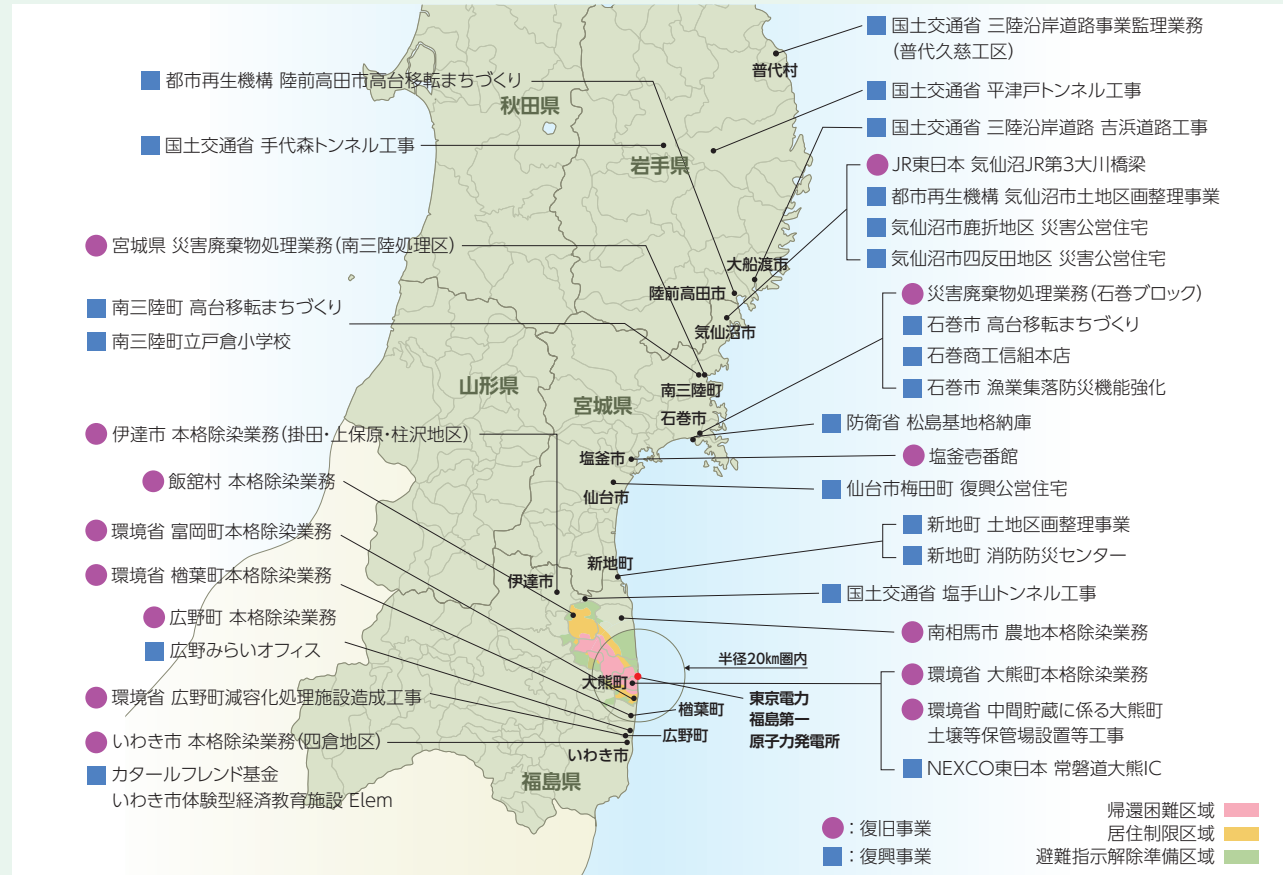 国土交通省 三陸沿岸道路事業監理業務
(普代久慈工区)
普代村
都市再生機構 陸前高田市高台移転まちづくり
国土交通省 平津戸トンネル工事
秋田県
国土交通省 三陸沿岸道路 吉浜道路工事
国土交通省 手代森トンネル工事
岩手県
JR東日本 気仙沼JR第3大川橋梁
都市再生機構 気仙沼市土地区画整理事業
気仙沼市鹿折地区 災害公営住宅
気仙沼市四反田地区 災害公営住宅
宮城県 災害廃棄物処理業務(南三陸処理区)
大船渡市
陸前高田市
気仙沼市
災害廃棄物処理業務(石巻ブロック)
石巻市 高台移転まちづくり
石巻商工信組本店
石巻市 漁業集落防災機能強化
南三陸町 高台移転まちづくり
南三陸町立戸倉小学校
山形県
宮城県
南三陸町
石巻市
防衛省 松島基地格納庫
伊達市 本格除染業務(掛田・上保原・柱沢地区)
塩釜市
塩釜壱番館
飯舘村 本格除染業務
仙台市
仙台市梅田町 復興公営住宅
環境省 富岡町本格除染業務
新地町 土地区画整理事業
新地町 消防防災センター
新地町
環境省 楢葉町本格除染業務
伊達市
国土交通省 塩手山トンネル工事
広野町 本格除染業務
広野みらいオフィス
南相馬市 農地本格除染業務
半径20km圏内
環境省 大熊町本格除染業務
環境省 中間貯蔵に係る大熊町
土壌等保管場設置等工事
NEXCO東日本 常磐道大熊IC
大熊町
東京電力
福島第一
原子力発電所
環境省 広野町減容化処理施設造成工事
楢葉町
広野町
いわき市 本格除染業務(四倉地区)
いわき市
カタールフレンド基金
いわき市体験型経済教育施設 Elem
福島県
:復旧事業
:復興事業
帰還困難区域
居住制限区域
避難指示解除準備区域